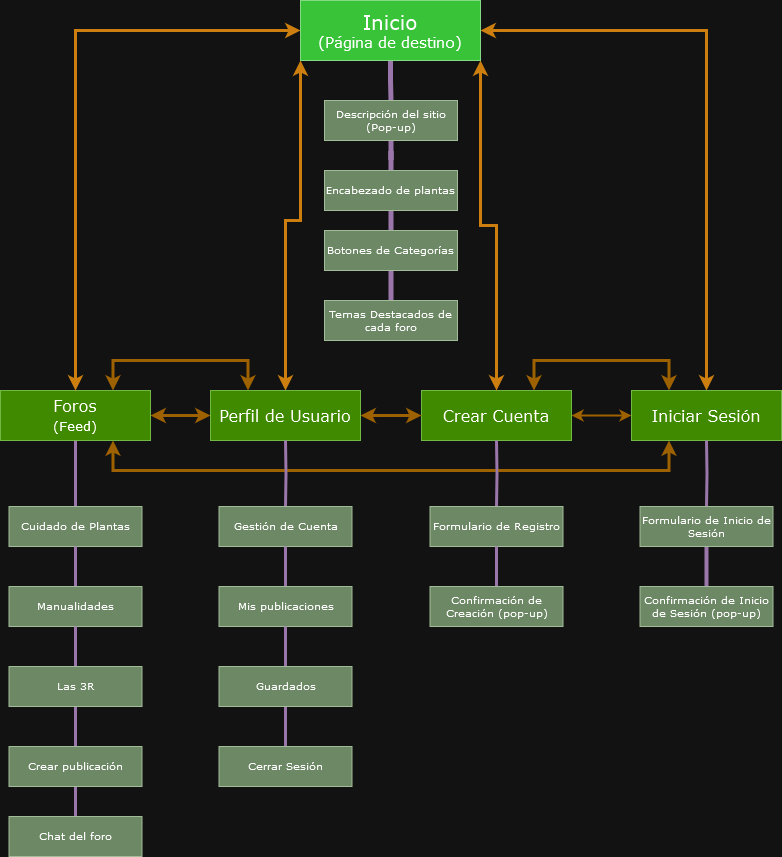 Inicio
(Página de destino)
Descripción del sitio
(Pop-up)
Encabezado de plantas
Botones de Categorías
Temas Destacados de
cada foro
Foros
(Feed)
Perfil de Usuario
Crear Cuenta
Iniciar Sesión
Cuidado de Plantas
Gestión de Cuenta
Formulario de Registro
Formulario de Inicio de
Sesión
Manualidades
Mis publicaciones
Confirmación de
Creación (pop-up)
Confirmación de Inicio
de Sesión (pop-up)
Las 3R
Guardados
Crear publicación
Cerrar Sesión
Chat del foro